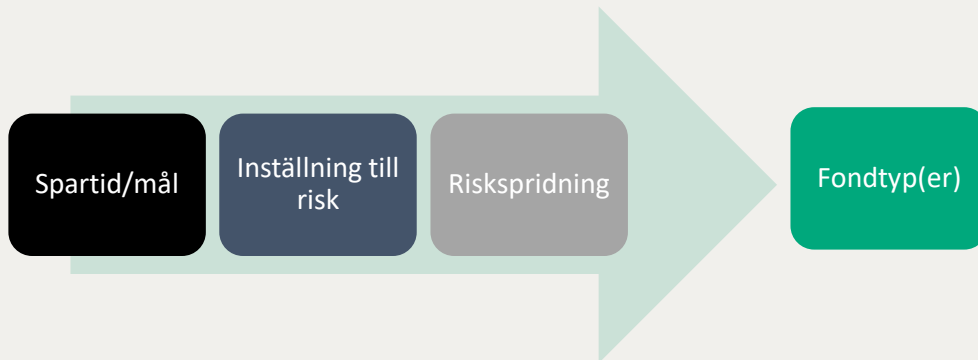 Spartid/mål
Inställning till
risk
Riskspridning
Fondtyp(er)